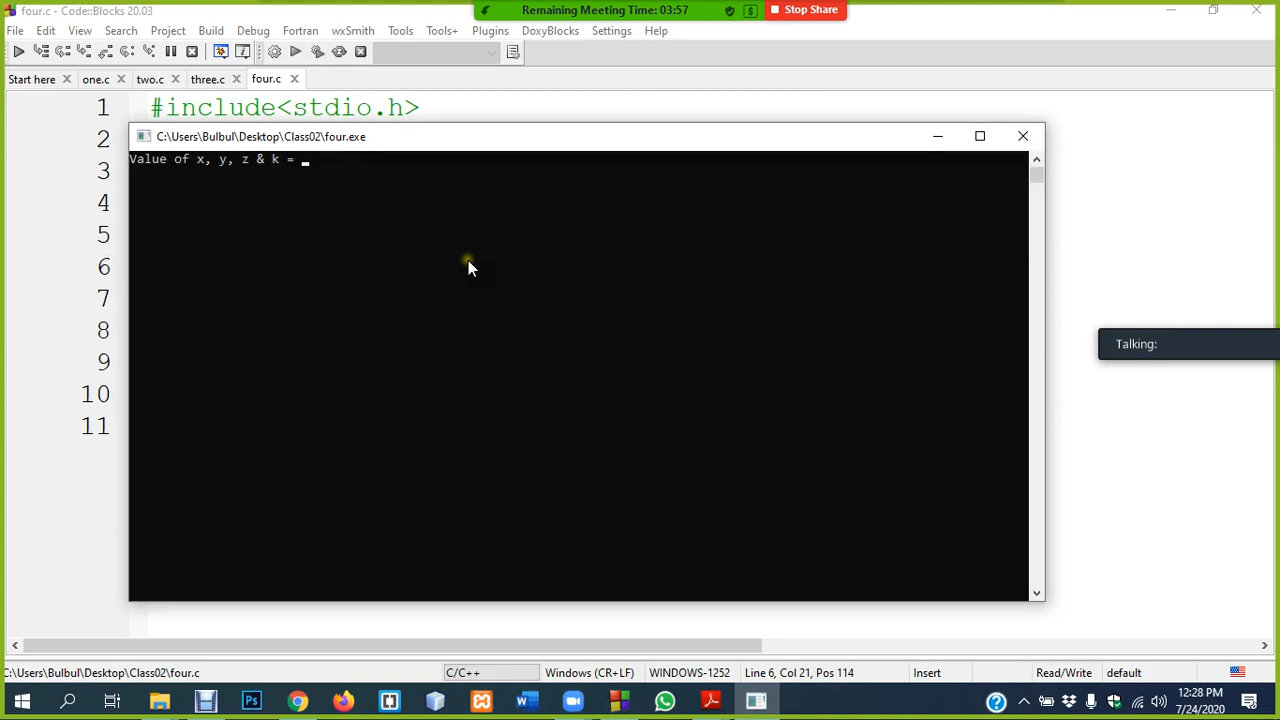 four.c - Code::Blocks 20.03
Remaining Meeting Time: 03:57
Stop Share
File Edit View Search Project Build Debug Fortran wxSmith Tools Tools+ Plugins DoxyBlocks Settings Help
Start here one.c two.c three.c four.c
1 #include<stdio.h>
2
C:\Users\Bulbul\Desktop\Class02\four.exe
Value of x, y, z & k = _
3
4
5
6
7
8
9
10
11
Talking:
C:\Users\Bulbul\Desktop\Class02\four.c C/C++ Windows (CR+LF) WINDOWS-1252 Line 6, Col 21, Pos 114 Insert Read/Write default
12:28 PM
7/24/2020